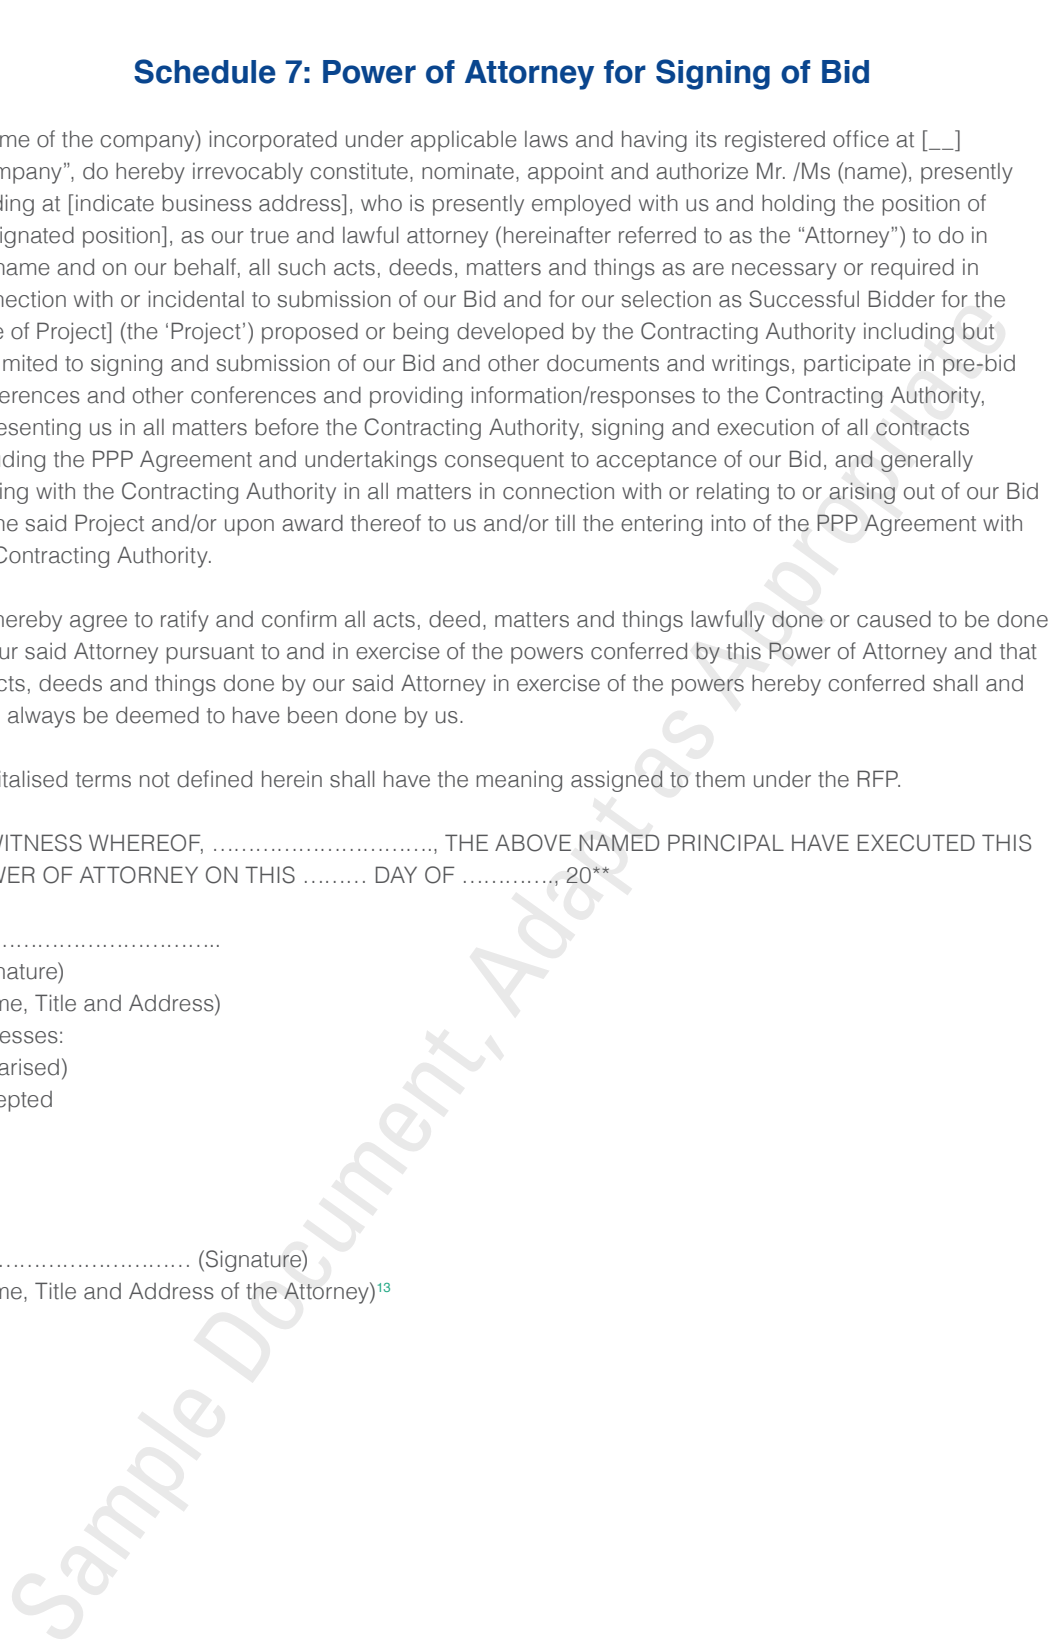 Schedule 7: Power of Attorney for Signing of Bid
me of the company) incorporated under applicable laws and having its registered office at [__]
mpany”, do hereby irrevocably constitute, nominate, appoint and authorize Mr. /Ms (name), presently
ding at [indicate business address], who is presently employed with us and holding the position of
ignated position], as our true and lawful attorney (hereinafter referred to as the “Attorney”) to do in
name and on our behalf, all such acts, deeds, matters and things as are necessary or required in
nection with or incidental to submission of our Bid and for our selection as Successful Bidder for the
e of Project] (the ‘Project’) proposed or being developed by the Contracting Authority including but
imited to signing and submission of our Bid and other documents and writings, participate in pre-bid
erences and other conferences and providing information/responses to the Contracting Authority,
esenting us in all matters before the Contracting Authority, signing and execution of all contracts
uding the PPP Agreement and undertakings consequent to acceptance of our Bid, and generally
ing with the Contracting Authority in all matters in connection with or relating to or arising out of our Bid
he said Project and/or upon award thereof to us and/or till the entering into of the PPP Agreement with
Contracting Authority.
hereby agree to ratify and confirm all acts, deed, matters and things lawfully done or caused to be done
ur said Attorney pursuant to and in exercise of the powers conferred by this Power of Attorney and that
cts, deeds and things done by our said Attorney in exercise of the powers hereby conferred shall and
always be deemed to have been done by us.
italised terms not defined herein shall have the meaning assigned to them under the RFP.
WITNESS WHEREOF, …………………………., THE ABOVE NAMED PRINCIPAL HAVE EXECUTED THIS
WER OF ATTORNEY ON THIS ……… DAY OF …………., 20**
…………………………..
nature)
me, Title and Address)
esses:
arised)
epted
……………………… (Signature)
me, Title and Address of the Attorney)13
Sample Document, Adapt as Appropriate